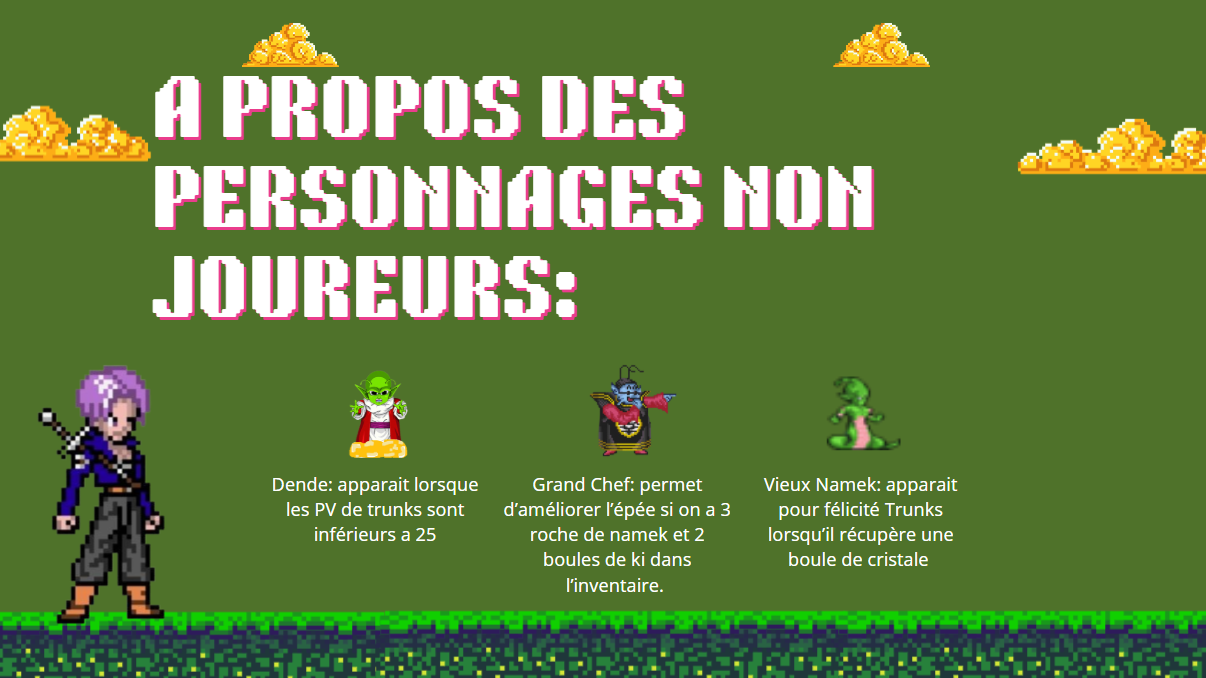 A PROPOS DES
PERSONNAGES NON
JOUREURS:
Dende: apparait lorsque
les PV de trunks sont
inférieurs a 25
Grand Chef: permet
d’améliorer l’épée si on a 3
roche de namek et 2
boules de ki dans
l’inventaire.
Vieux Namek: apparait
pour félicité Trunks
lorsqu’il récupère une
boule de cristale